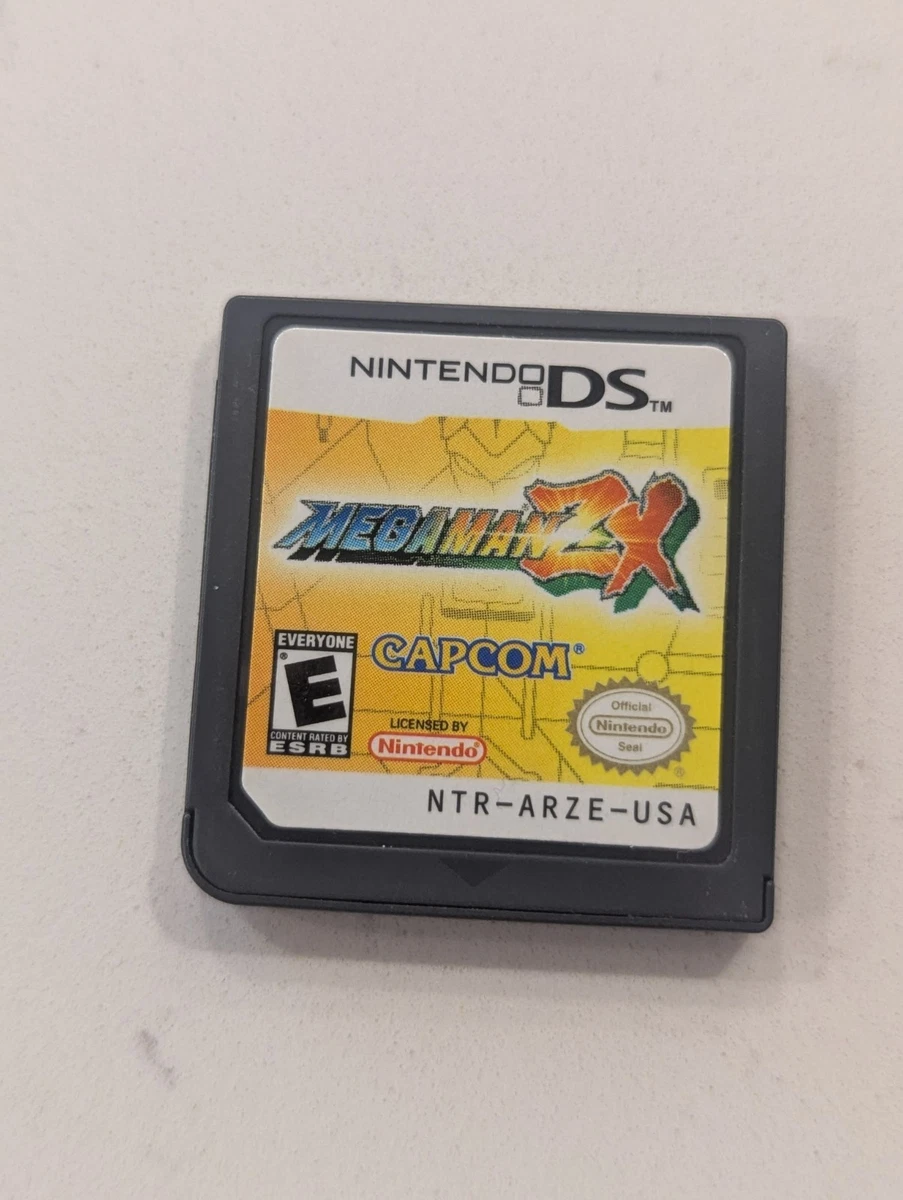 NINTENDO DS™
MEGAMAN ZX
EVERYONE
E®
CONTENT RATED BY
ESRB
CAPCOM®
LICENSED BY
Nintendo®
Official
Nintendo
Seal
®
NTR-ARZE-USA